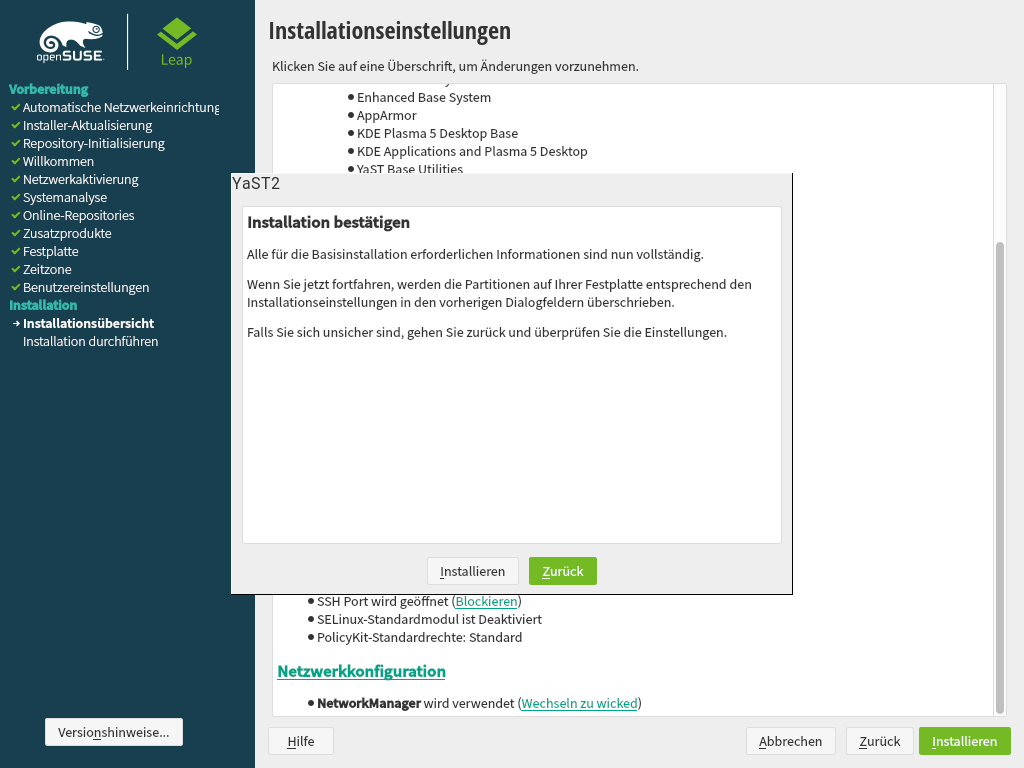 openSUSE
Leap
Vorbereitung
Automatische Netzwerkeinrichtung
Installer-Aktualisierung
Repository-Initialisierung
Willkommen
Netzwerkaktivierung
Systemanalyse
Online-Repositories
Zusatzprodukte
Festplatte
Zeitzone
Benutzereinstellungen
Installation
Installationsübersicht
Installation durchführen
Versionshinweise...
Installationseinstellungen
Klicken Sie auf eine Überschrift, um Änderungen vorzunehmen.
Enhanced Base System
AppArmor
KDE Plasma 5 Desktop Base
KDE Applications and Plasma 5 Desktop
YaST Base Utilities
YaST2
Installation bestätigen
Alle für die Basisinstallation erforderlichen Informationen sind nun vollständig.
Wenn Sie jetzt fortfahren, werden die Partitionen auf Ihrer Festplatte entsprechend den
Installationseinstellungen in den vorherigen Dialogfeldern überschrieben.
Falls Sie sich unsicher sind, gehen Sie zurück und überprüfen Sie die Einstellungen.
Installieren Zurück
SSH Port wird geöffnet (Blockieren)
SELinux-Standardmodul ist Deaktiviert
PolicyKit-Standardrechte: Standard
Netzwerkkonfiguration
NetworkManager wird verwendet (Wechseln zu wicked)
Hilfe Abbrechen Zurück Installieren